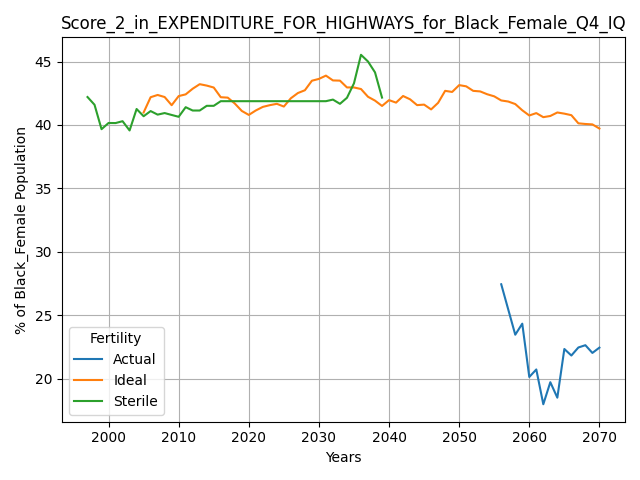 Score_2_in_EXPENDITURE_FOR_HIGHWAYS_for_Black_Female_Q4_IQ
% of Black_Female Population
45
40
35
30
25
20
Fertility
Actual
Ideal
Sterile
2000 2010 2020 2030 2040 2050 2060 2070
Years